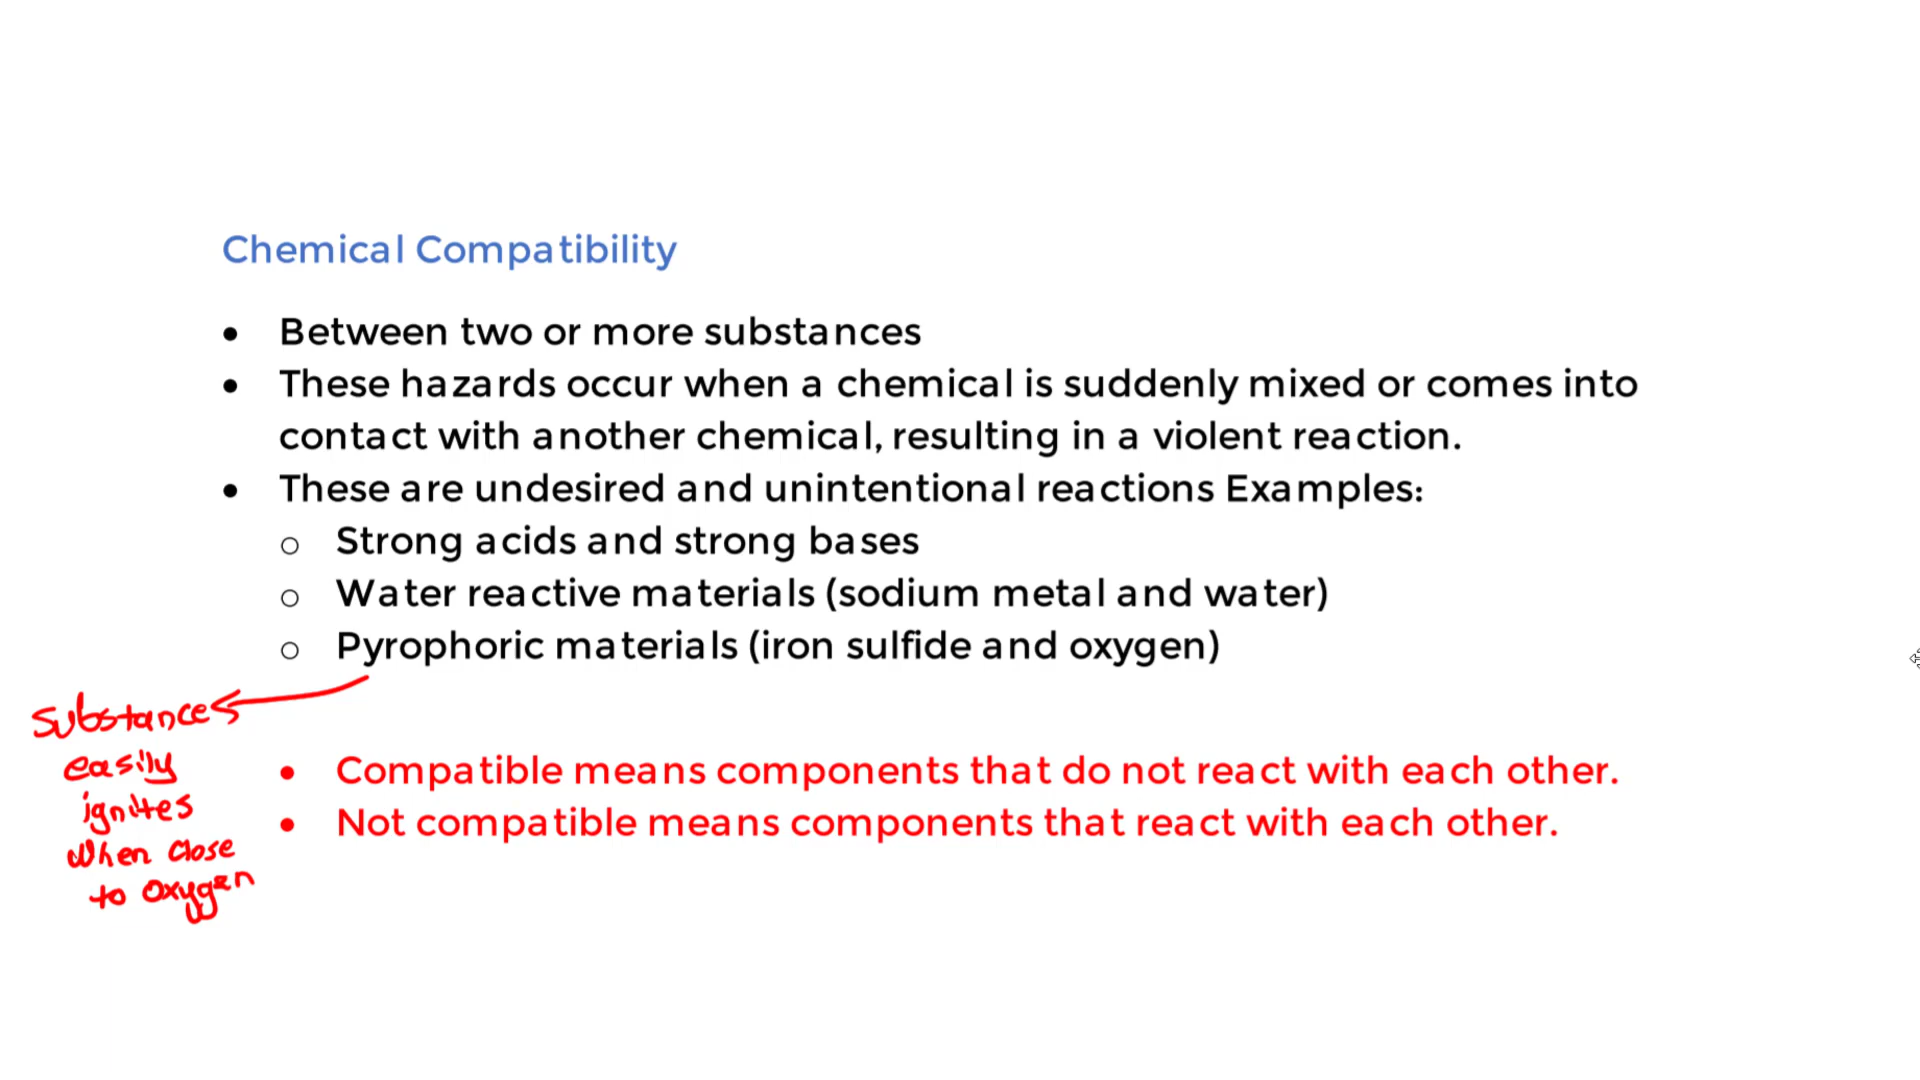 Chemical Compatibility
• Between two or more substances
• These hazards occur when a chemical is suddenly mixed or comes into
contact with another chemical, resulting in a violent reaction.
• These are undesired and unintentional reactions Examples:
○ Strong acids and strong bases
○ Water reactive materials (sodium metal and water)
○ Pyrophoric materials (iron sulfide and oxygen)
substances
easily
ignites
when close
to oxygen
• Compatible means components that do not react with each other.
• Not compatible means components that react with each other.